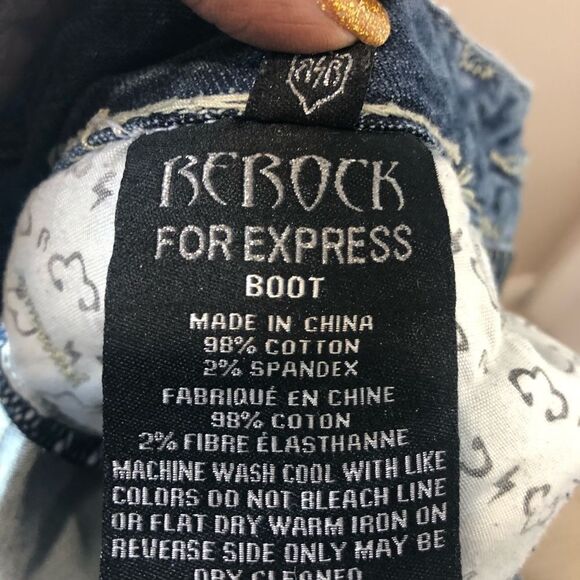 REROCK
FOR EXPRESS
BOOT
MADE IN CHINA
98% COTTON
2% SPANDEX
FABRIQUÉ EN CHINE
98% COTON
2% FIBRE ÉLASTHANNE
MACHINE WASH COOL WITH LIKE
COLORS DO NOT BLEACH LINE
OR FLAT DRY WARM IRON ON
REVERSE SIDE ONLY MAY BE
DRY CLEANED